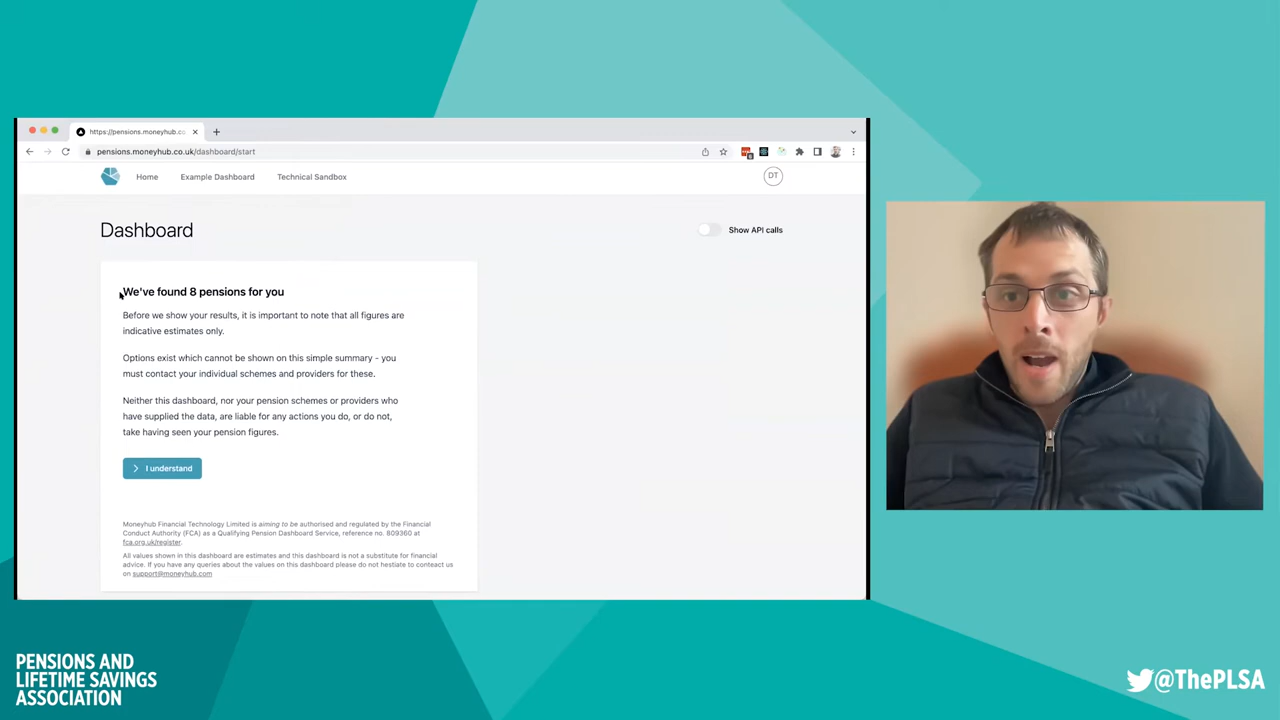 https://pensions.moneyhub.co
pensions.moneyhub.co.uk/dashboard/start
Home
Example Dashboard
Technical Sandbox
DT
Dashboard
Show API calls
We've found 8 pensions for you
Before we show your results, it is important to note that all figures are
indicative estimates only.
Options exist which cannot be shown on this simple summary - you
must contact your individual schemes and providers for these.
Neither this dashboard, nor your pension schemes or providers who
have supplied the data, are liable for any actions you do, or do not,
take having seen your pension figures.
I understand
Moneyhub Financial Technology Limited is aiming to be authorised and regulated by the Financial
Conduct Authority (FCA) as a Qualifying Pension Dashboard Service, reference no. 809360 at
fca.org.uk/register.
All values shown in this dashboard are estimates and this dashboard is not a substitute for financial
advice. If you have any queries about the values on this dashboard please do not hestiate to conteact us
on support@moneyhub.com
PENSIONS AND
LIFETIME SAVINGS
ASSOCIATION
@ThePLSA